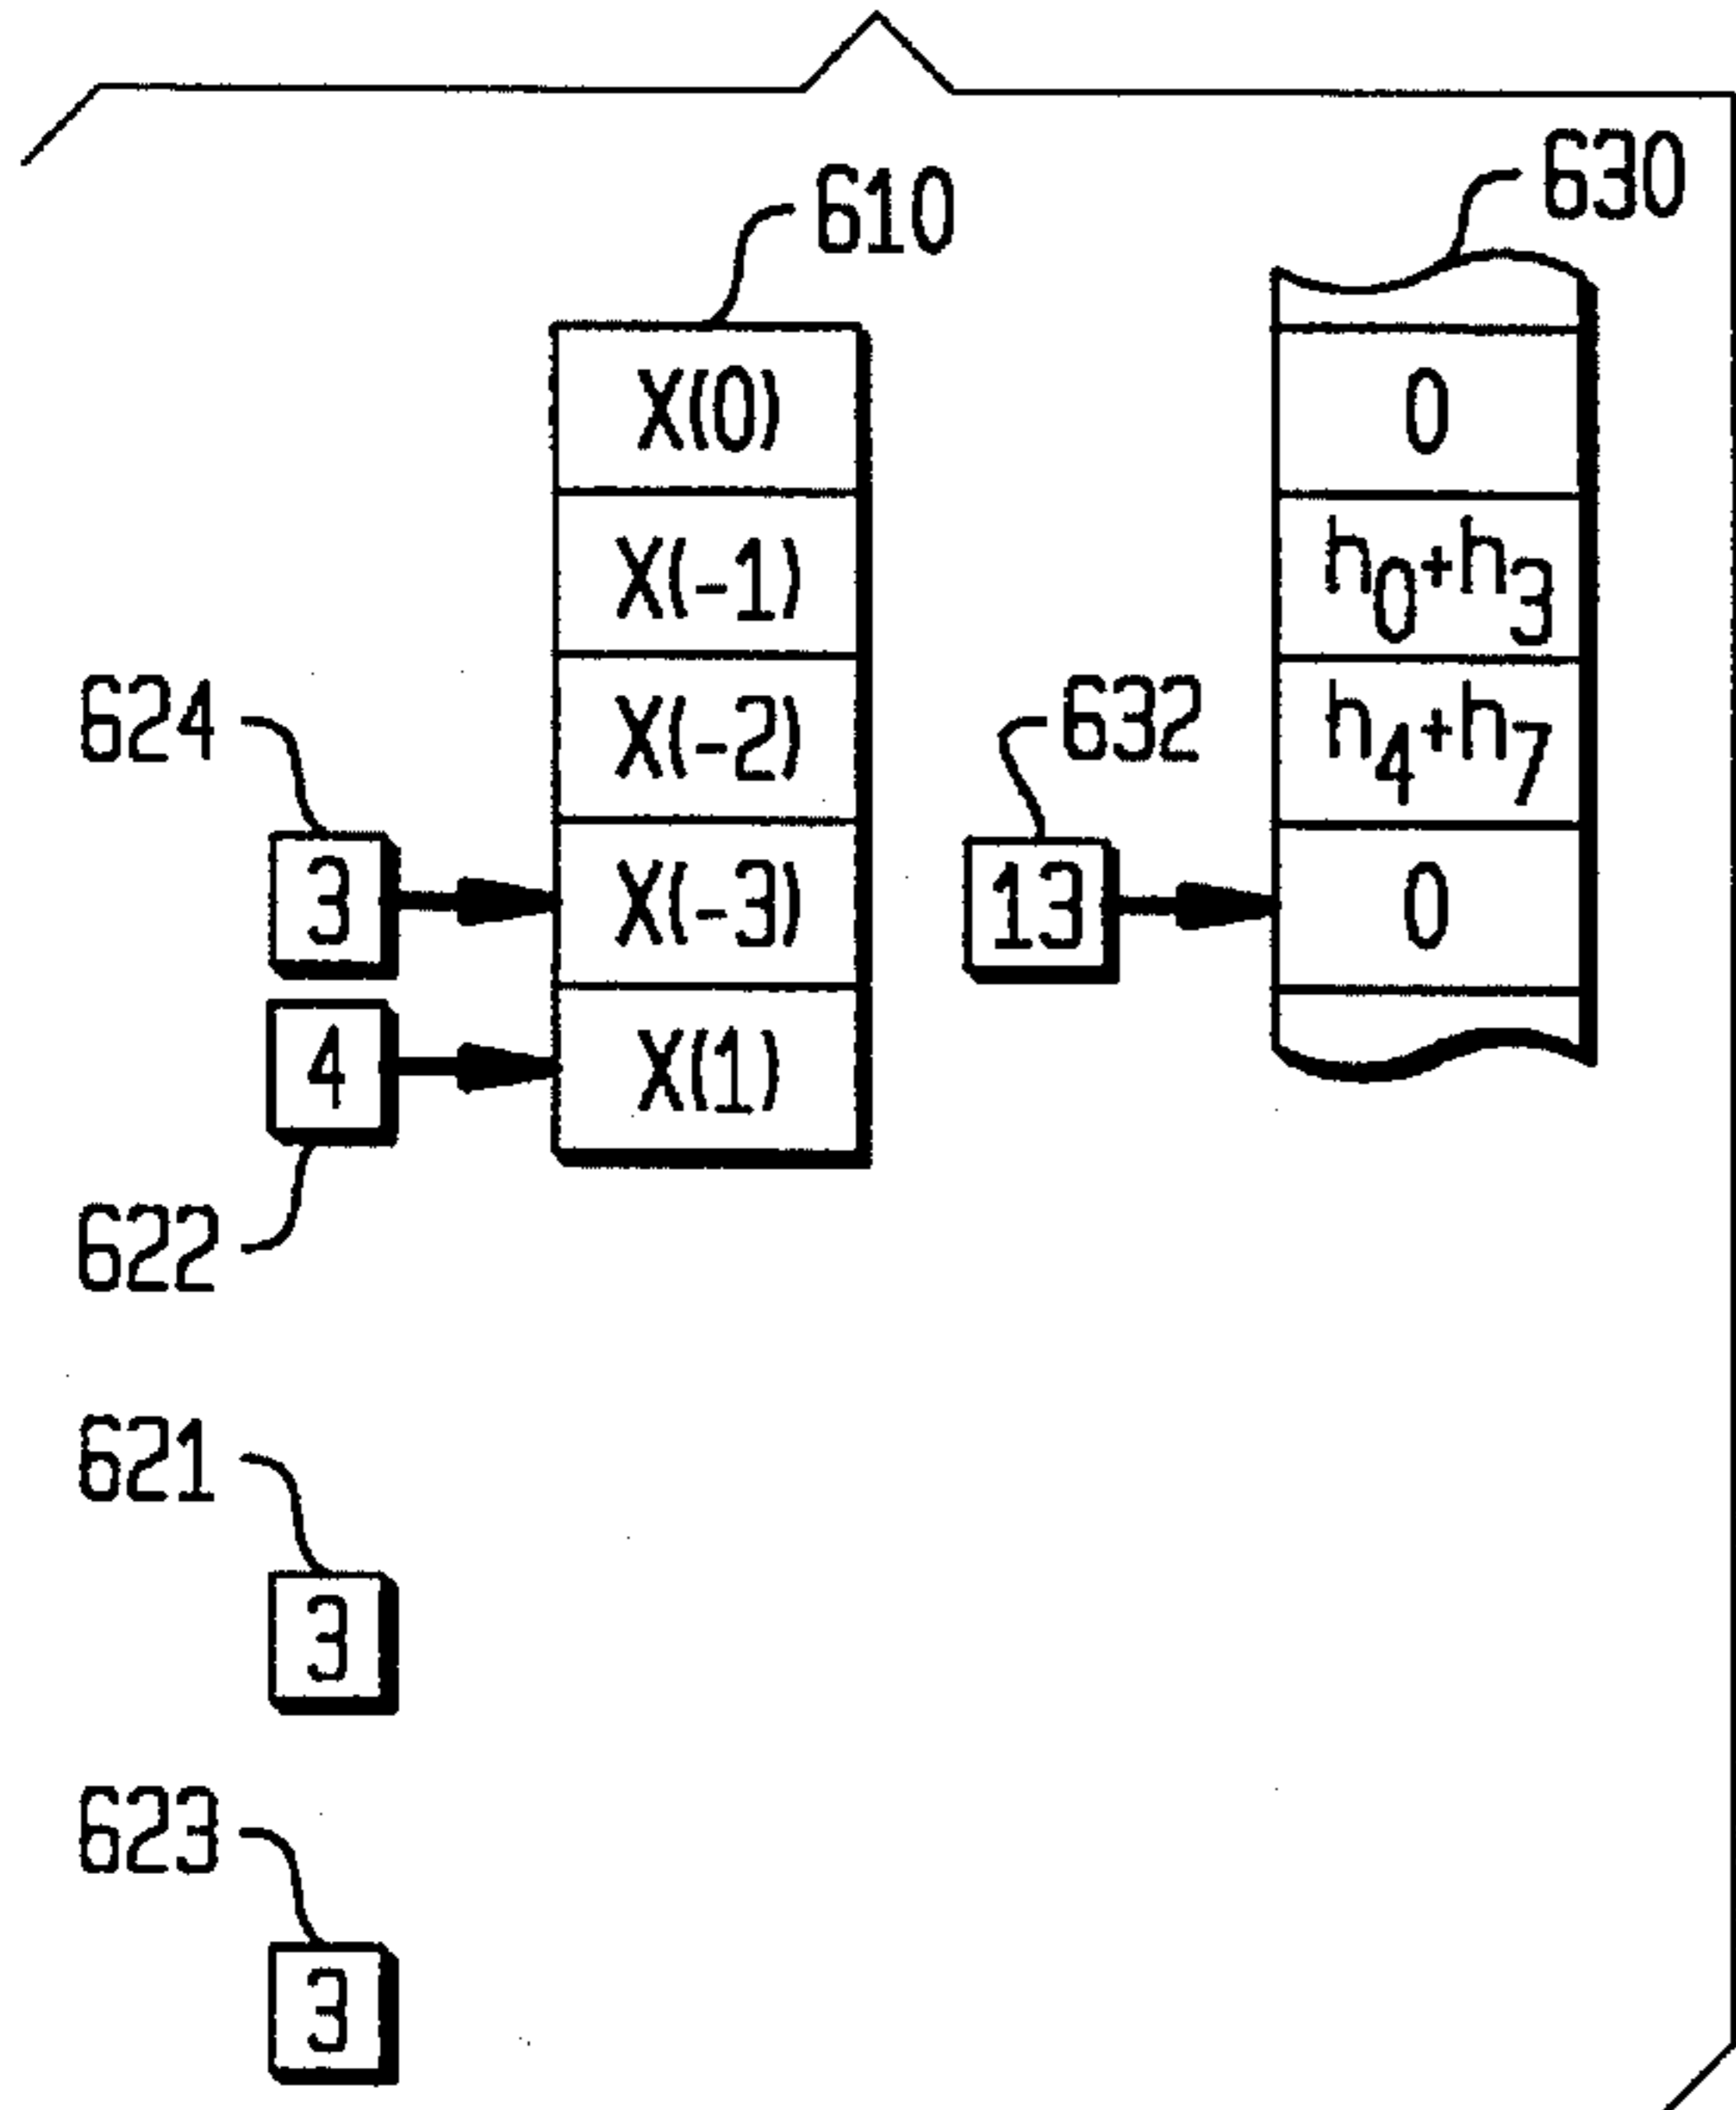 610
630
X(0)
X(-1)
X(-2)
X(-3)
X(1)
0
h0+h3
h4+h7
0
624
3
632
13
4
622
621
3
623
3